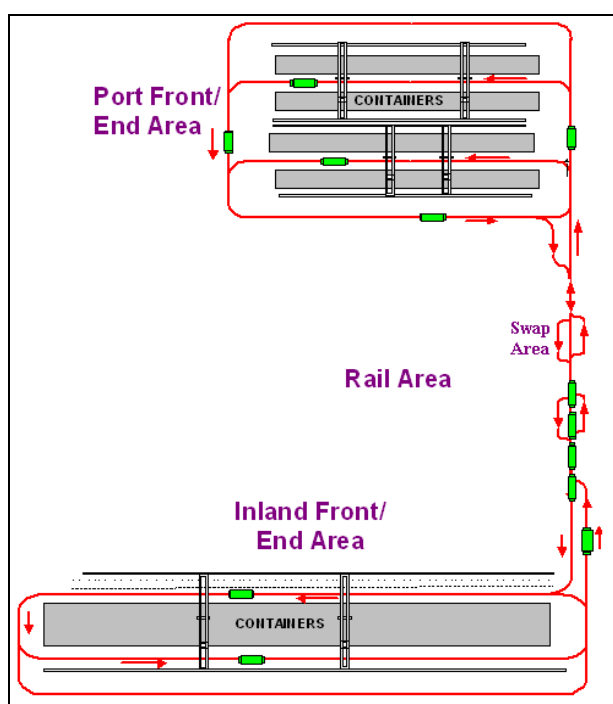 Port Front/
End Area
CONTAINERS
Swap
Area
Rail Area
Inland Front/
End Area
CONTAINERS